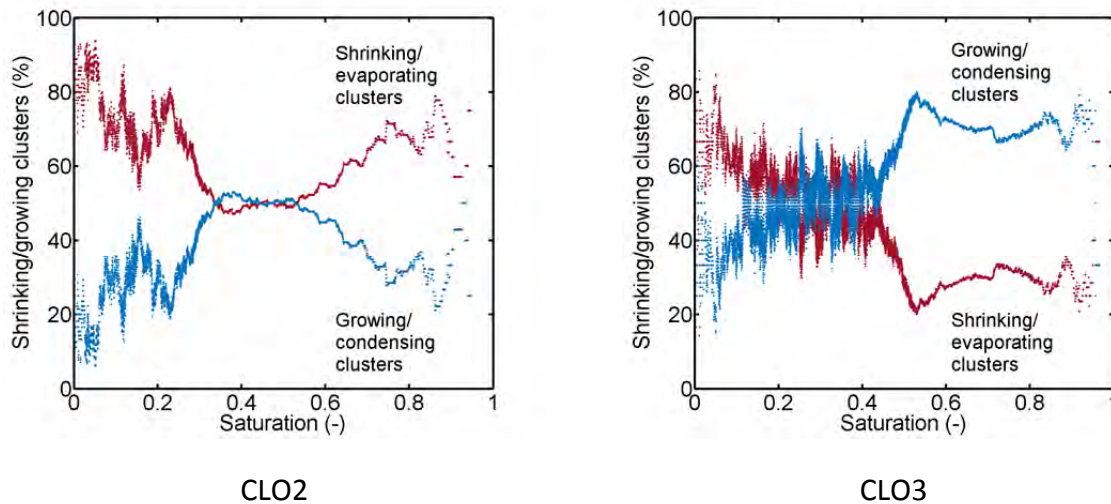 100
80
60
40
20
0
Shrinking/growing clusters (%)
Shrinking/
evaporating
clusters
Growing/
condensing
clusters
0 0.2 0.4 0.6 0.8 1
Saturation (-)
CLO2
100
80
60
40
20
0
Shrinking/growing clusters (%)
Growing/
condensing
clusters
Shrinking/
evaporating
clusters
0 0.2 0.4 0.6 0.8 1
Saturation (-)
CLO3